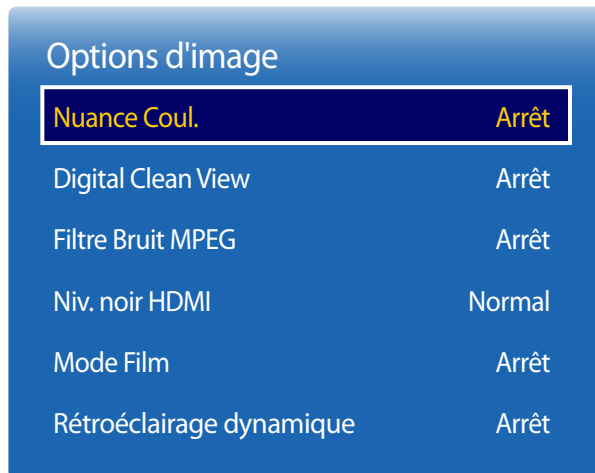 Options d'image
Nuance Coul. Arrêt
Digital Clean View Arrêt
Filtre Bruit MPEG Arrêt
Niv. noir HDMI Normal
Mode Film Arrêt
Rétroéclairage dynamique Arrêt